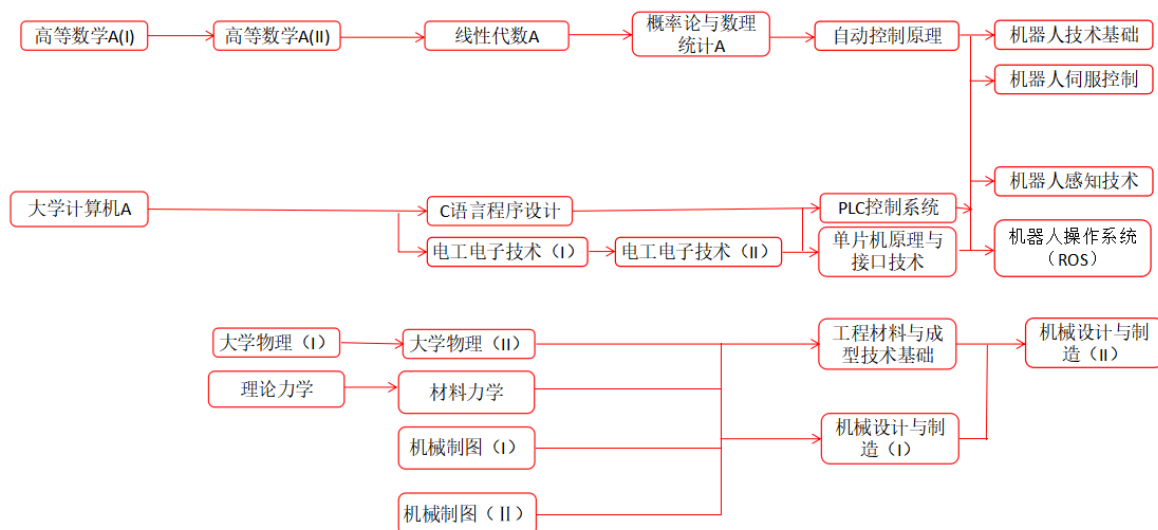 高等数学A(I)
高等数学A(II)
线性代数A
概率论与数理
统计A
自动控制原理
机器人技术基础
机器人伺服控制
机器人感知技术
大学计算机A
C语言程序设计
PLC控制系统
电工电子技术（I）
电工电子技术（II）
单片机原理与
接口技术
机器人操作系统
（ROS）
大学物理（I）
大学物理（II）
工程材料与成
型技术基础
机械设计与制
造（II）
理论力学
材料力学
机械制图（I）
机械设计与制
造（I）
机械制图（Ⅱ）